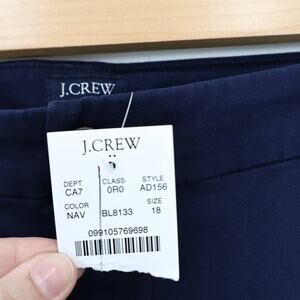 J.CREW
J.CREW
DEPT CLASS STYLE
CA7 0R0 AD156
COLOR SIZE
NAV BL8133 18
099105769698